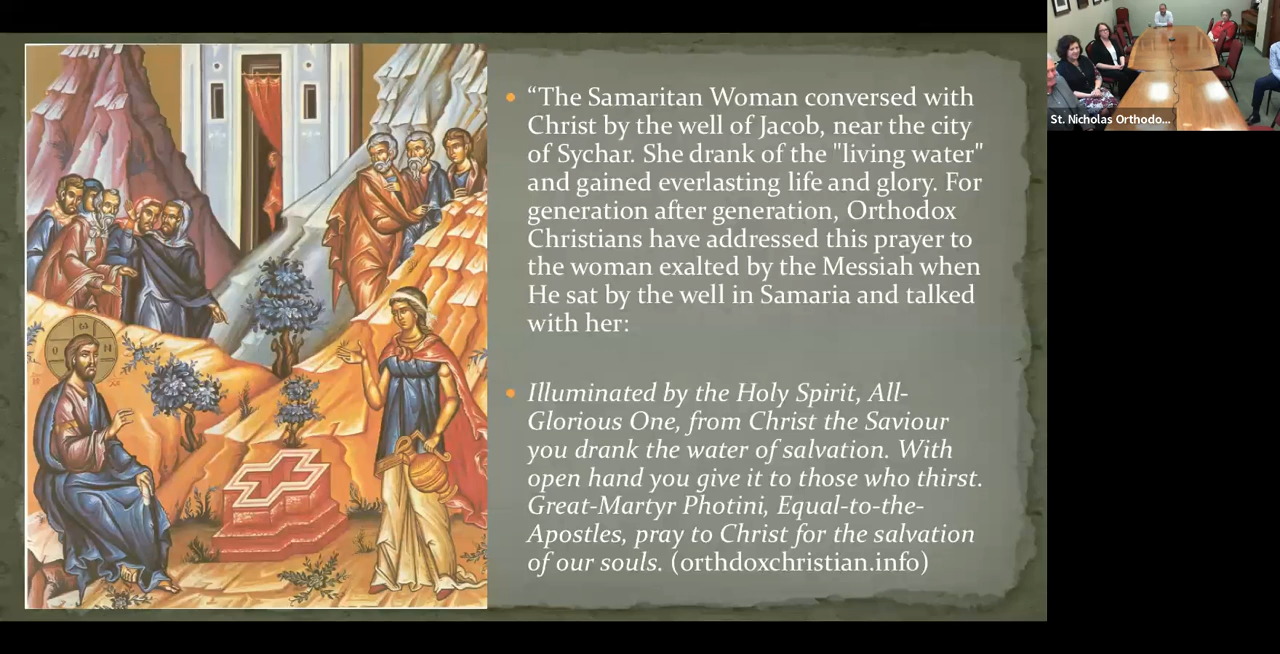 “The Samaritan Woman conversed with
Christ by the well of Jacob, near the city
of Sychar. She drank of the "living water"
and gained everlasting life and glory. For
generation after generation, Orthodox
Christians have addressed this prayer to
the woman exalted by the Messiah when
He sat by the well in Samaria and talked
with her:
Illuminated by the Holy Spirit, All-
Glorious One, from Christ the Saviour
you drank the water of salvation. With
open hand you give it to those who thirst.
Great-Martyr Photini, Equal-to-the-
Apostles, pray to Christ for the salvation
of our souls. (orthdoxchristian.info)
St. Nicholas Orthodo...